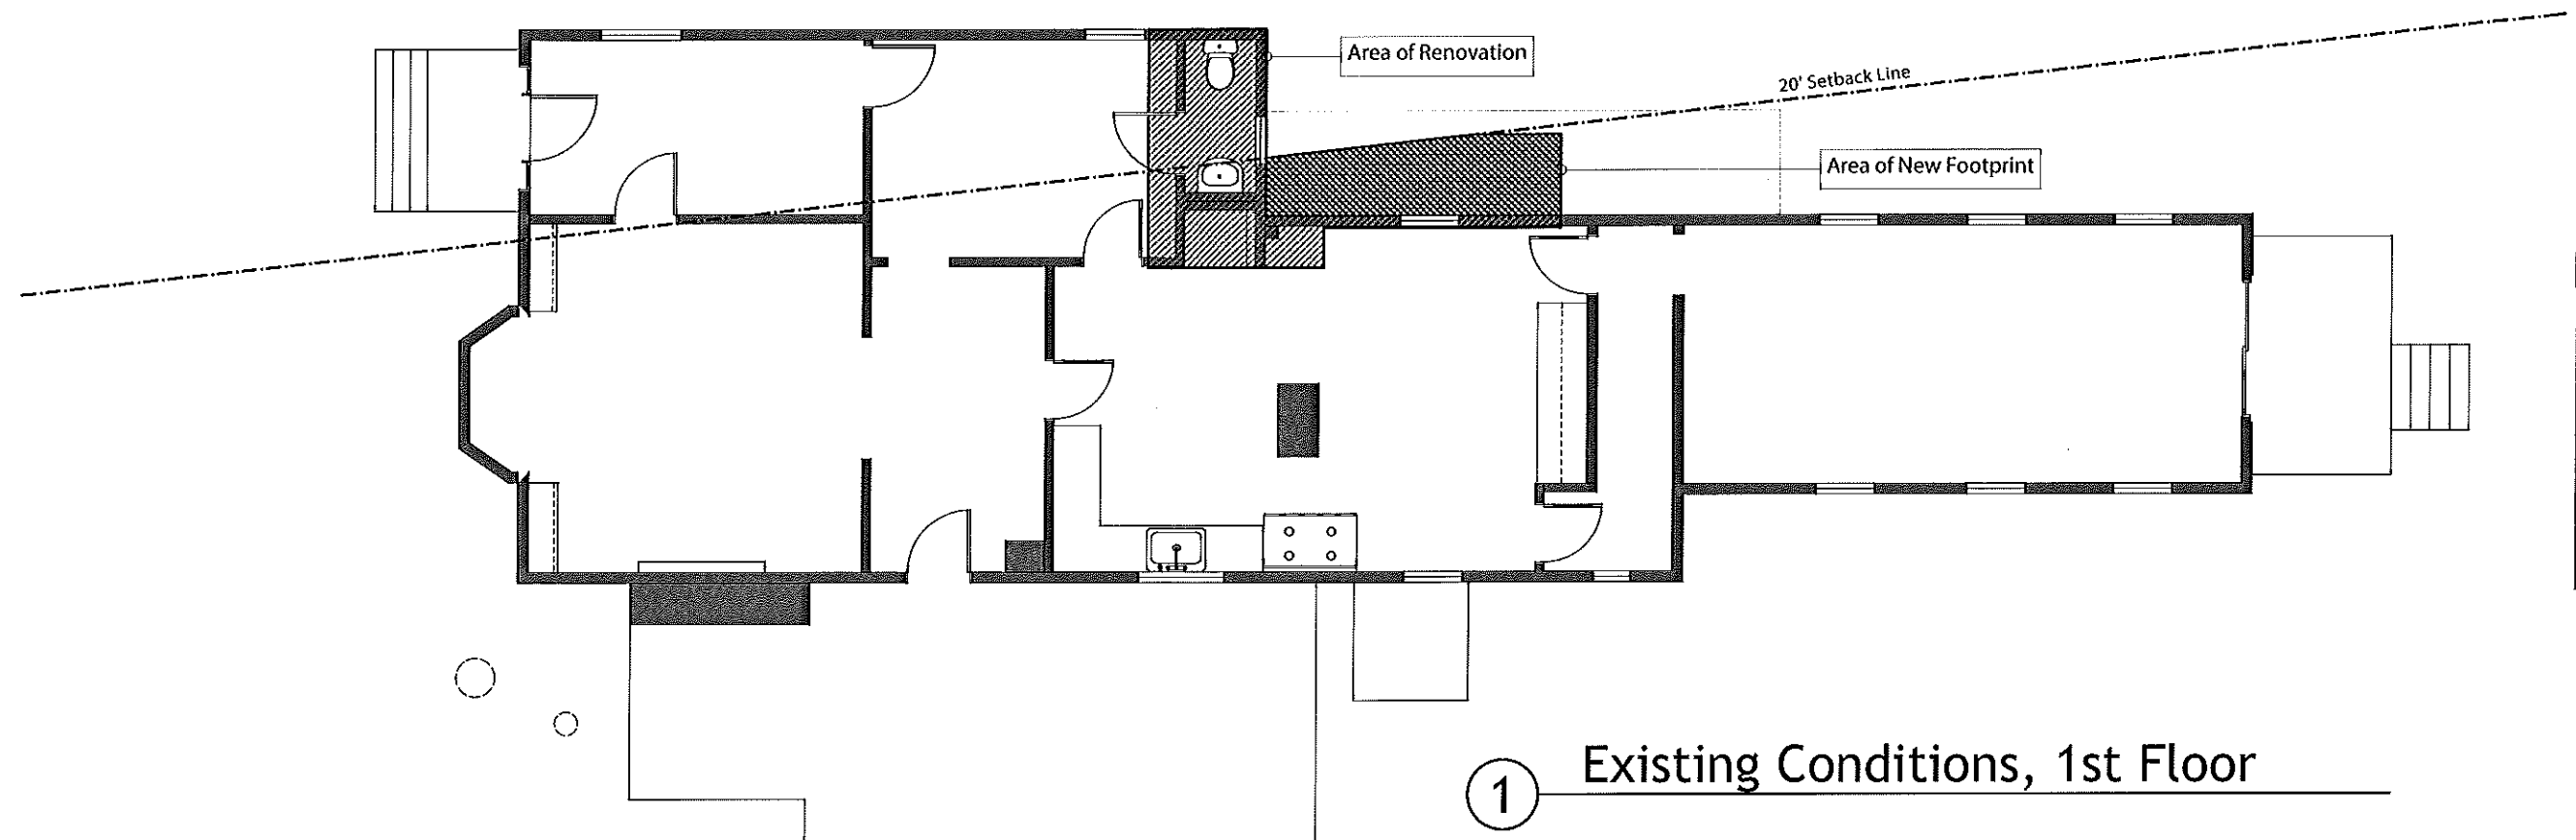 Area of Renovation
20' Setback Line
Area of New Footprint
1 Existing Conditions, 1st Floor